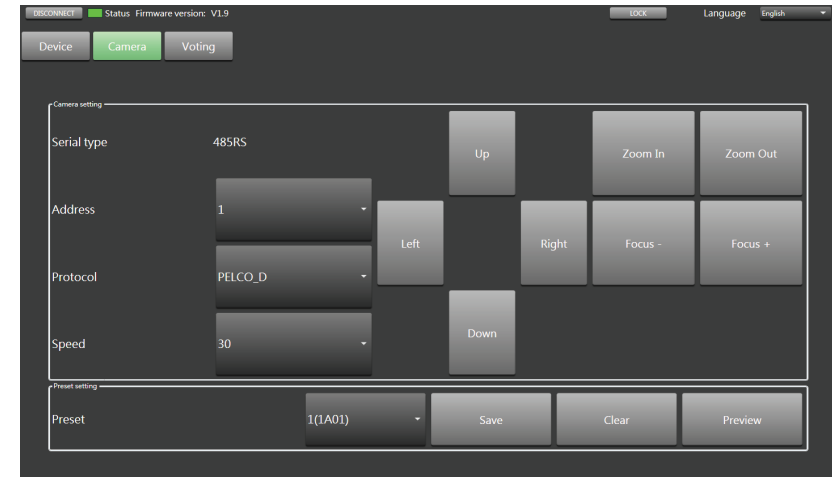 DISCONNECT Status Firmware version: V1.9 LOCK Language English
Device Camera Voting
Camera setting
Serial type 485RS
Up Zoom In Zoom Out
Address 1
Left Right Focus - Focus +
Protocol PELCO_D
Speed 30
Down
Preset setting
Preset 1(1A01) Save Clear Preview